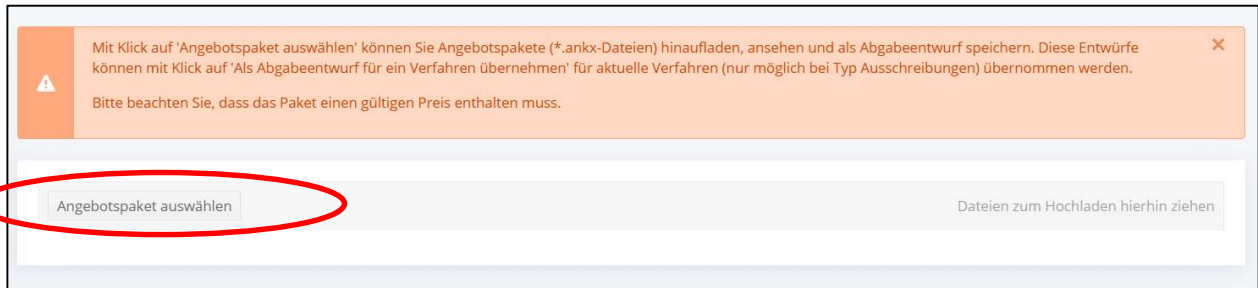 Mit Klick auf 'Angebotspaket auswählen' können Sie Angebotspakete (*.ankx-Dateien) hinaufladen, ansehen und als Abgabeentwurf speichern. Diese Entwürfe
können mit Klick auf 'Als Abgabeentwurf für ein Verfahren übernehmen' für aktuelle Verfahren (nur möglich bei Typ Ausschreibungen) übernommen werden.
Bitte beachten Sie, dass das Paket einen gültigen Preis enthalten muss.
Angebotspaket auswählen
Dateien zum Hochladen hierhin ziehen